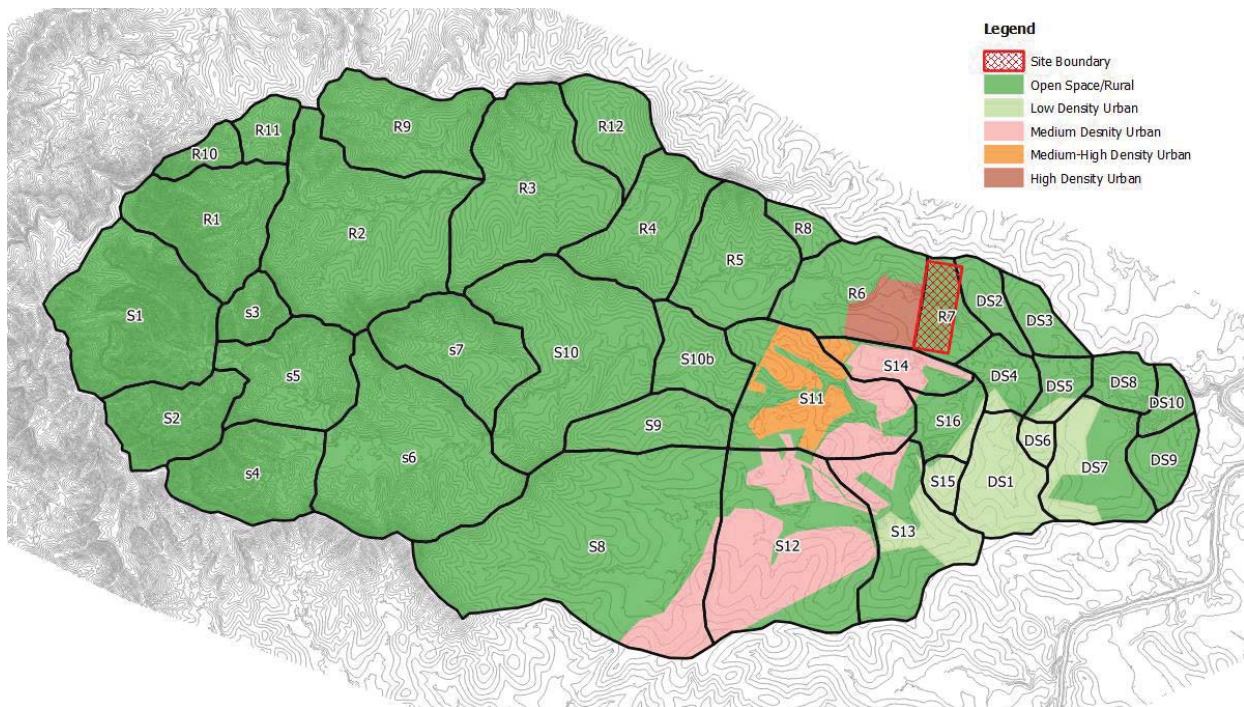 Legend
Site Boundary
Open Space/Rural
Low Density Urban
Medium Desnity Urban
Medium-High Density Urban
High Density Urban
R9
R11
R12
R10
R3
R1
R2
R4
R8
R5
R6
DS2
S1
s3
R7
DS3
s7
S10
S10b
S14
s5
DS4
DS5
DS8
S11
DS10
S2
S9
S16
DS6
s6
DS9
s4
S15
DS1
DS7
S13
S8
S12